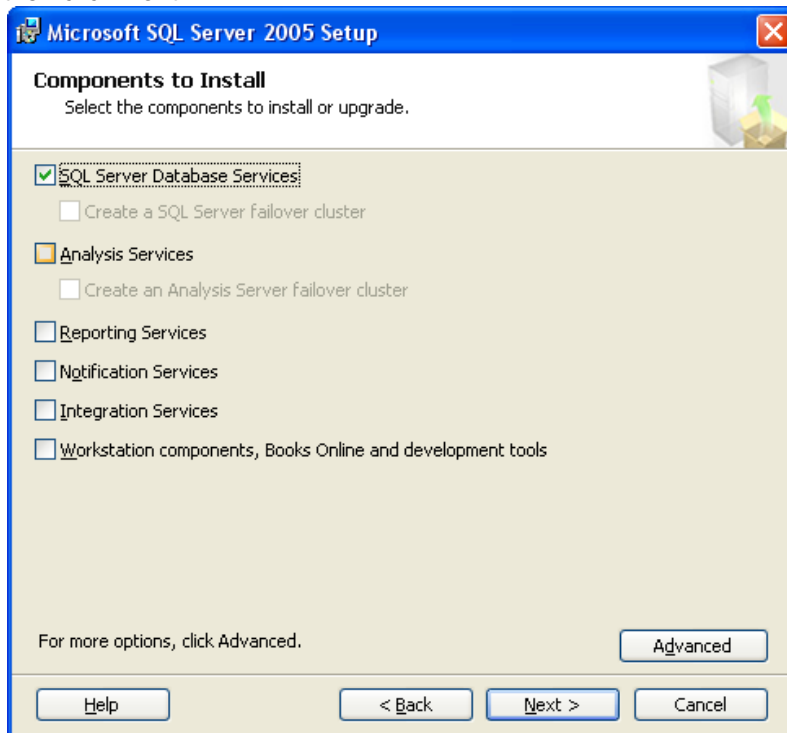 Microsoft SQL Server 2005 Setup
Components to Install
Select the components to install or upgrade.
SQL Server Database Services
Create a SQL Server failover cluster
Analysis Services
Create an Analysis Server failover cluster
Reporting Services
Notification Services
Integration Services
Workstation components, Books Online and development tools
For more options, click Advanced.
Advanced
Help
< Back
Next >
Cancel